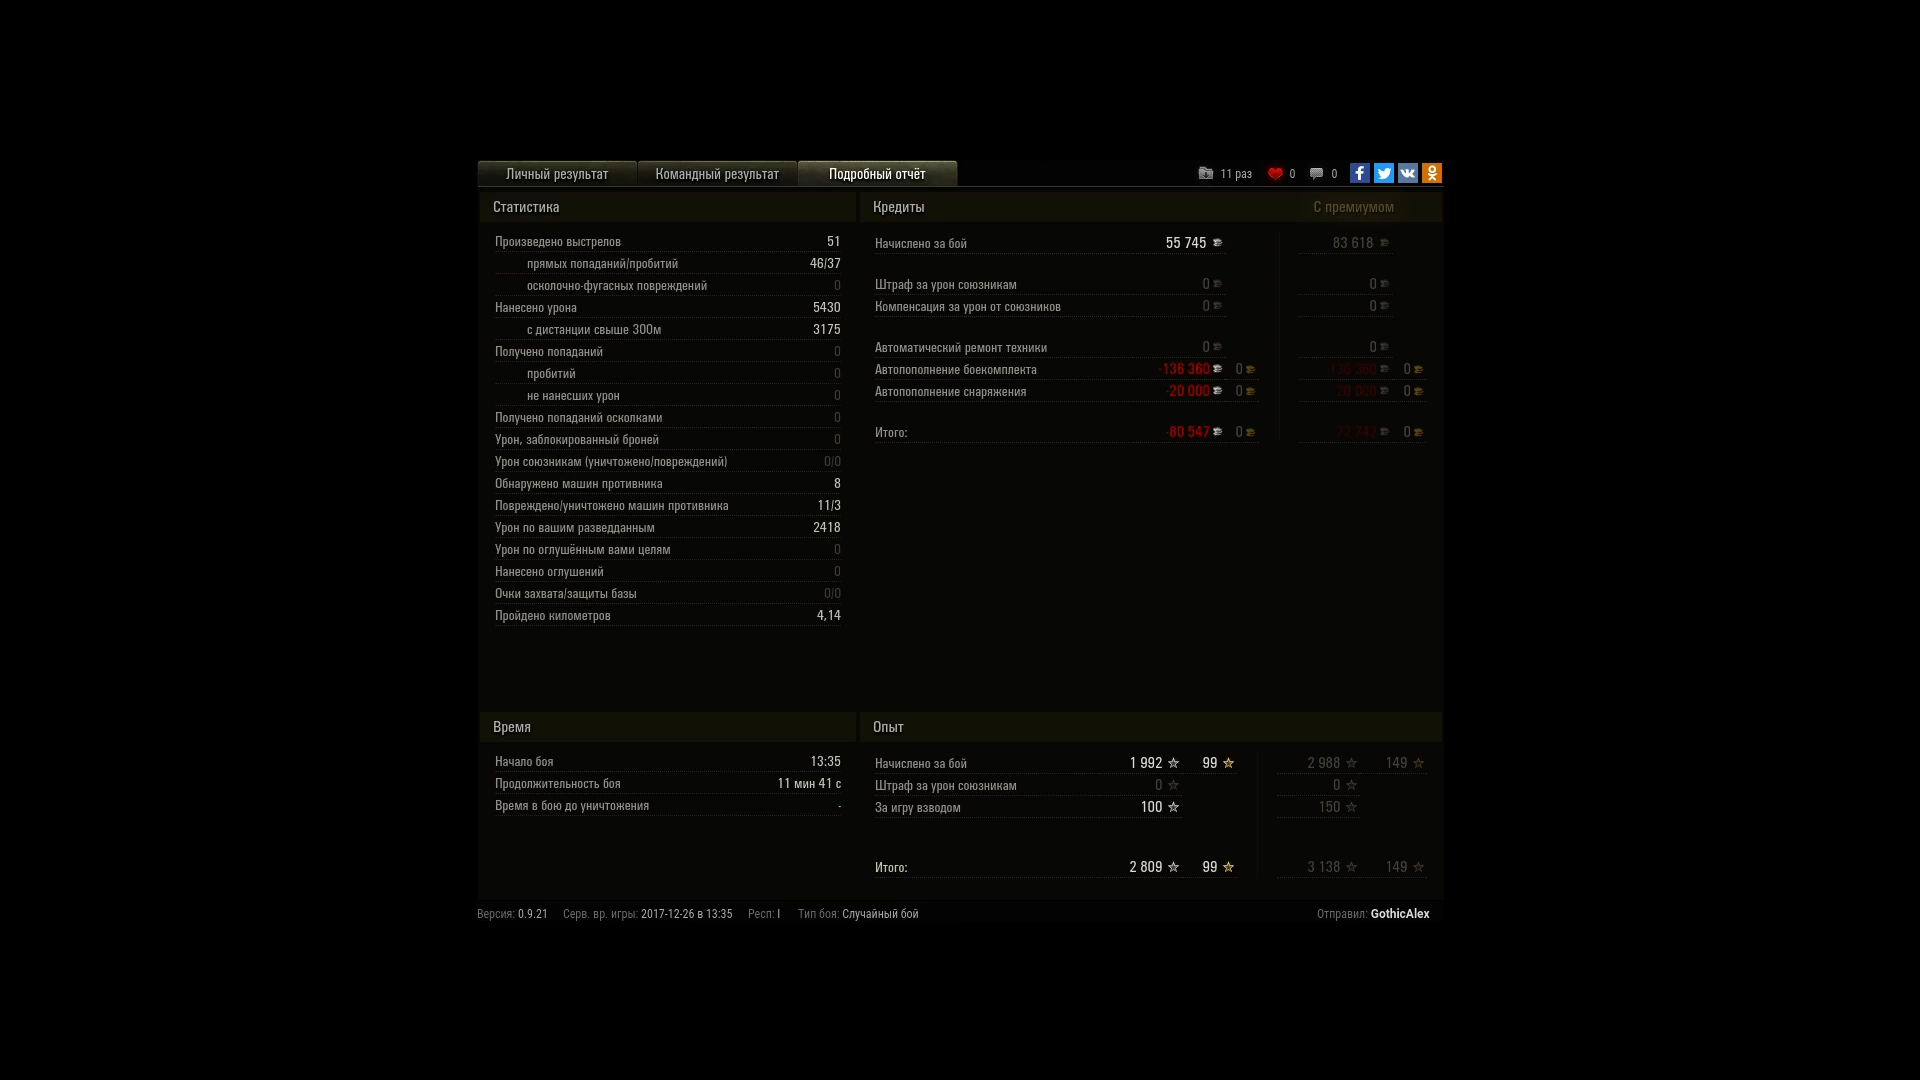 Личный результат Командный результат Подробный отчёт 11 раз 0 0
Статистика
Произведено выстрелов 51
прямых попаданий/пробитий 46/37
осколочно-фугасных повреждений 0
Нанесено урона 5430
с дистанции свыше 300м 3175
Получено попаданий 0
пробитий 0
не нанесших урон 0
Получено попаданий осколками 0
Урон, заблокированный броней 0
Урон союзникам (уничтожено/повреждений) 0/0
Обнаружено машин противника 8
Повреждено/уничтожено машин противника 11/3
Урон по вашим разведданным 2418
Урон по оглушённым вами целям 0
Нанесено оглушений 0
Очки захвата/защиты базы 0/0
Пройдено километров 4,14
Кредиты С премиумом
Начислено за бой 55 745 83 618
Штраф за урон союзникам 0 0
Компенсация за урон от союзников 0 0
Автоматический ремонт техники 0 0
Автопополнение боекомплекта -136 360 0 -136 360 0
Автопополнение снаряжения -20 000 0 -20 000 0
Итого: -80 547 0 -72 742 0
Время
Начало боя 13:35
Продолжительность боя 11 мин 41 с
Время в бою до уничтожения -
Опыт
Начислено за бой 1 992 99 2 988 149
Штраф за урон союзникам 0 0
За игру взводом 100 150
Итого: 2 809 99 3 138 149
Версия: 0.9.21 Серв. вр. игры: 2017-12-26 в 13:35 Респ: I Тип боя: Случайный бой Отправил: GothicAlex